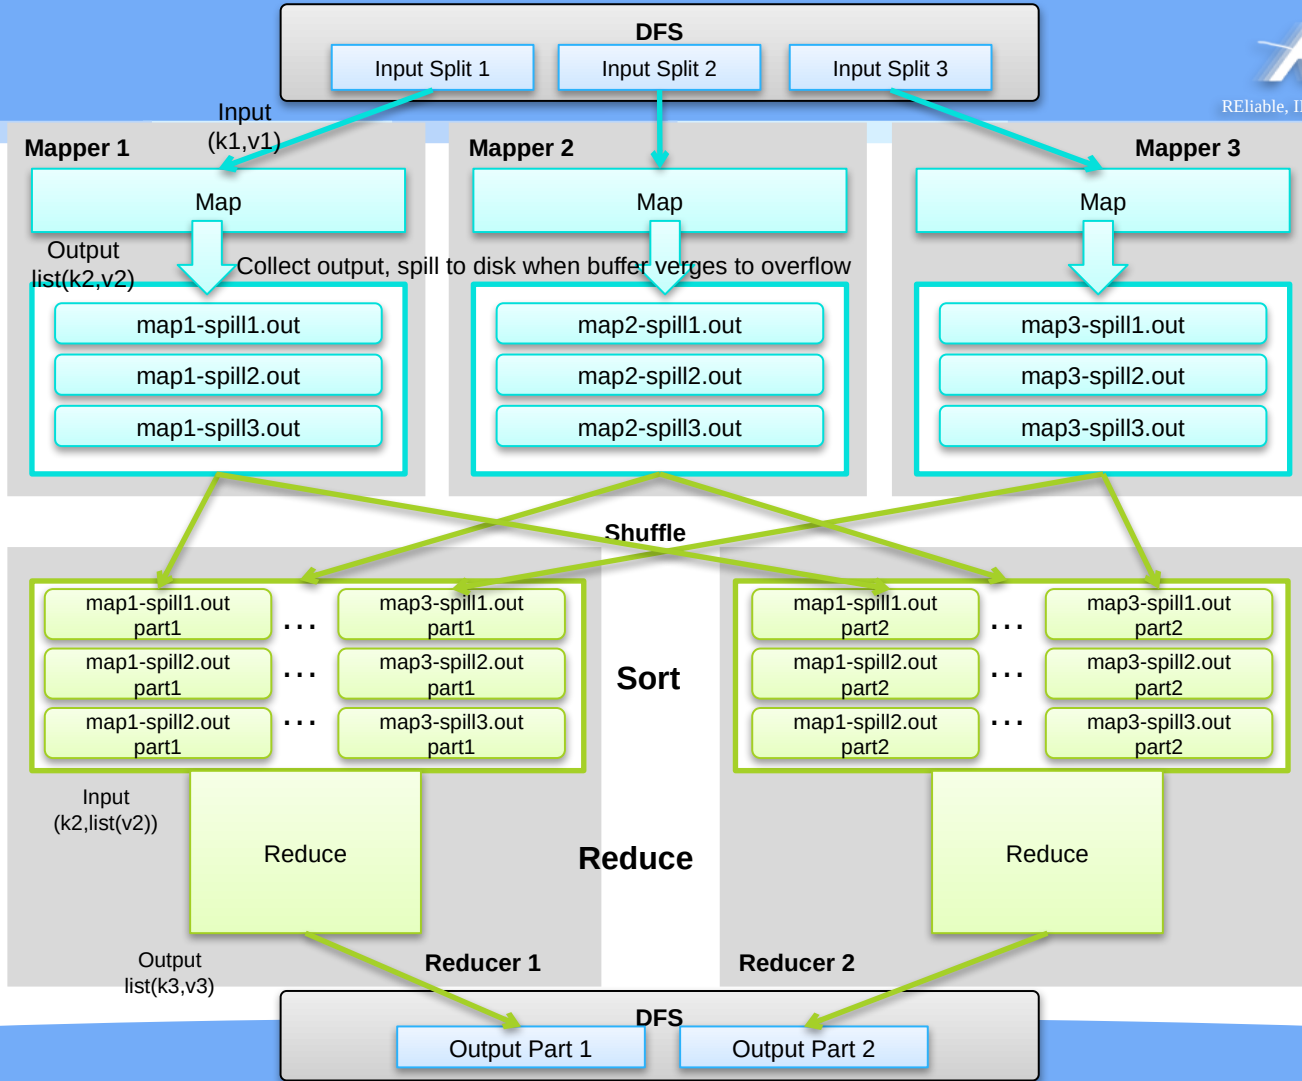 DFS
Input Split 1
Input Split 2
Input Split 3
REliable,
Input
(k1,v1)
Mapper 1
Mapper 2
Mapper 3
Map
Map
Map
Output
list(k2,v2)
Collect output, spill to disk when buffer verges to overflow
map1-spill1.out
map2-spill1.out
map3-spill1.out
map1-spill2.out
map2-spill2.out
map3-spill2.out
map1-spill3.out
map2-spill3.out
map3-spill3.out
Shuffle
map1-spill1.out
part1
...
map3-spill1.out
part1
map1-spill2.out
part1
...
map3-spill2.out
part1
map1-spill2.out
part1
...
map3-spill3.out
part1
Sort
map1-spill1.out
part2
...
map3-spill1.out
part2
map1-spill2.out
part2
...
map3-spill2.out
part2
map1-spill2.out
part2
...
map3-spill3.out
part2
Input
(k2,list(v2))
Reduce
Reduce
Reduce
Output
list(k3,v3)
Reducer 1
Reducer 2
DFS
Output Part 1
Output Part 2